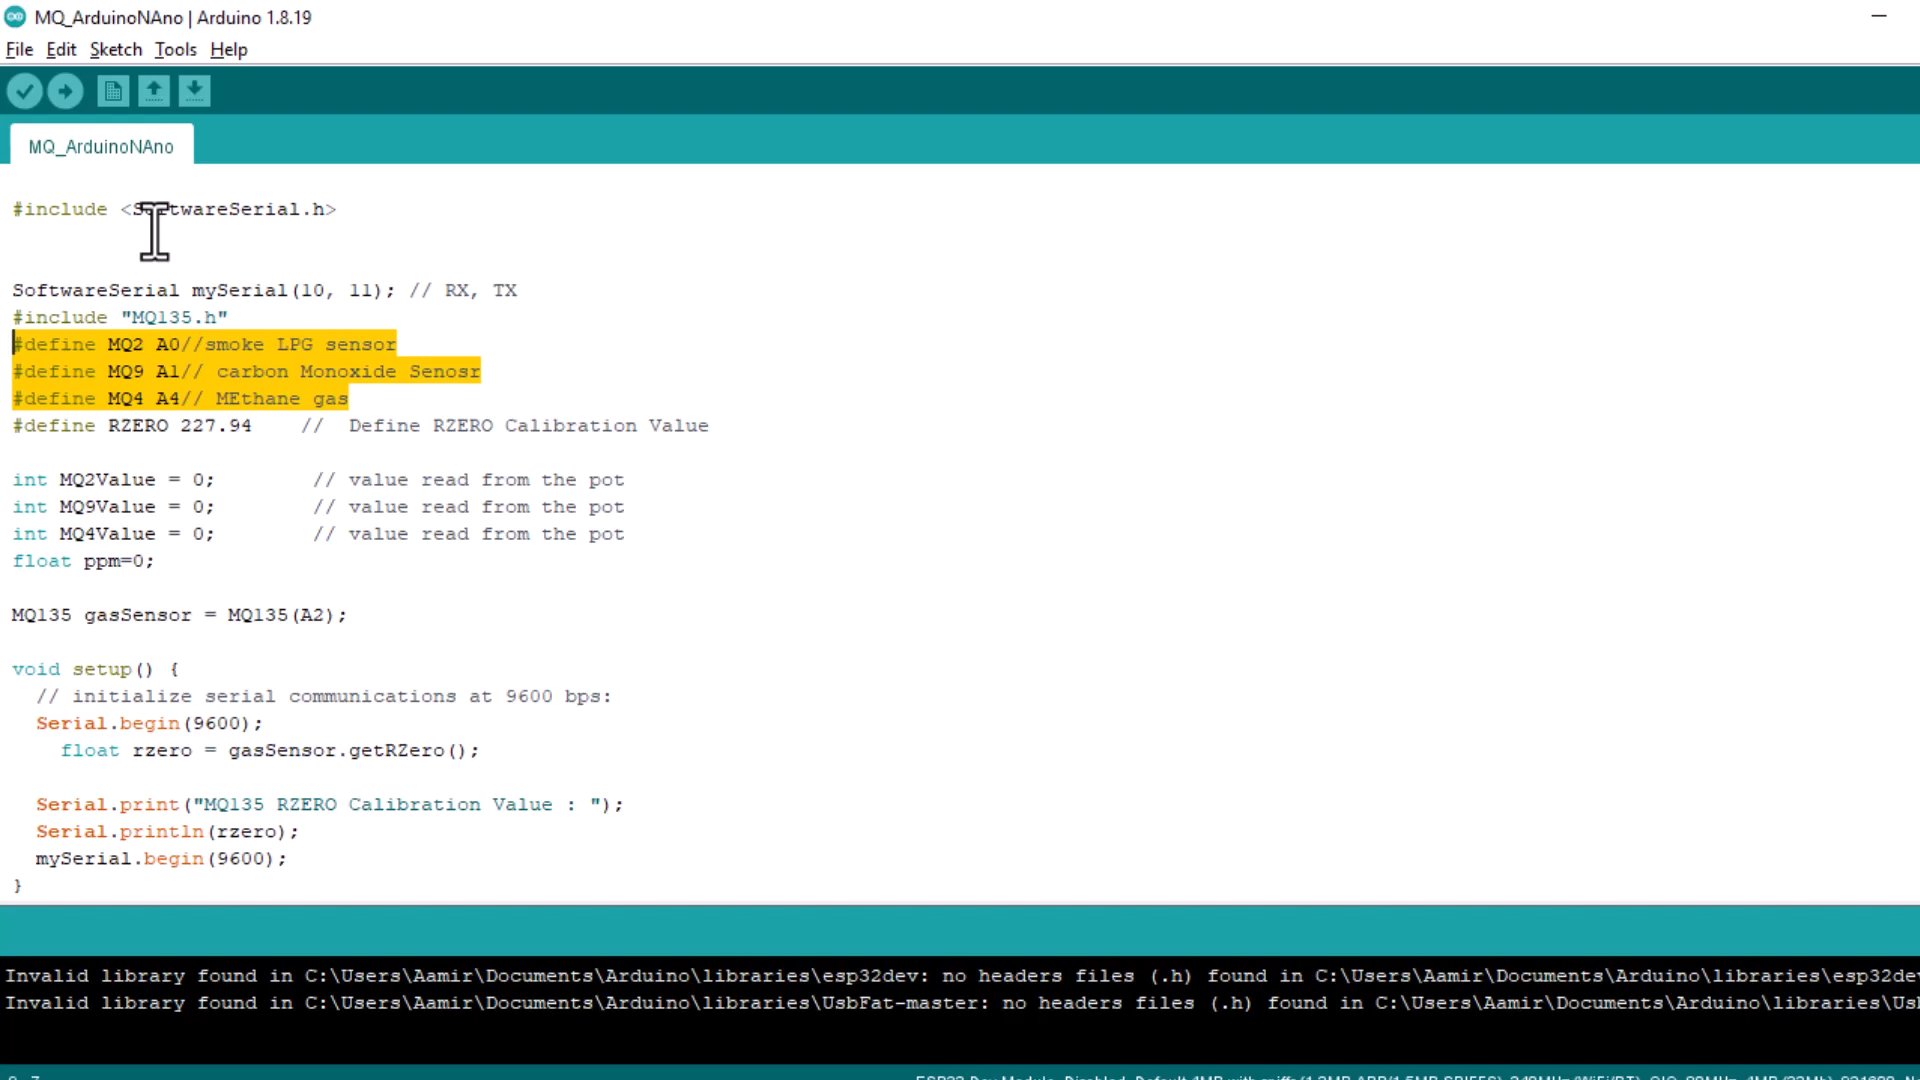 MQ_ArduinoNAno | Arduino 1.8.19
File Edit Sketch Tools Help
MQ_ArduinoNAno
#include <SoftwareSerial.h>
SoftwareSerial mySerial(10, 11); // RX, TX
#include "MQ135.h"
#define MQ2 A0//smoke LPG sensor
#define MQ9 A1// carbon Monoxide Senosr
#define MQ4 A4// MEthane gas
#define RZERO 227.94    //  Define RZERO Calibration Value
int MQ2Value = 0;        // value read from the pot
int MQ9Value = 0;        // value read from the pot
int MQ4Value = 0;        // value read from the pot
float ppm=0;
MQ135 gasSensor = MQ135(A2);
void setup() {
  // initialize serial communications at 9600 bps:
  Serial.begin(9600);
    float rzero = gasSensor.getRZero();
  Serial.print("MQ135 RZERO Calibration Value : ");
  Serial.println(rzero);
  mySerial.begin(9600);
}
Invalid library found in C:\Users\Aamir\Documents\Arduino\libraries\esp32dev: no headers files (.h) found in C:\Users\Aamir\Documents\Arduino\libraries\esp32de
Invalid library found in C:\Users\Aamir\Documents\Arduino\libraries\UsbFat-master: no headers files (.h) found in C:\Users\Aamir\Documents\Arduino\libraries\Us